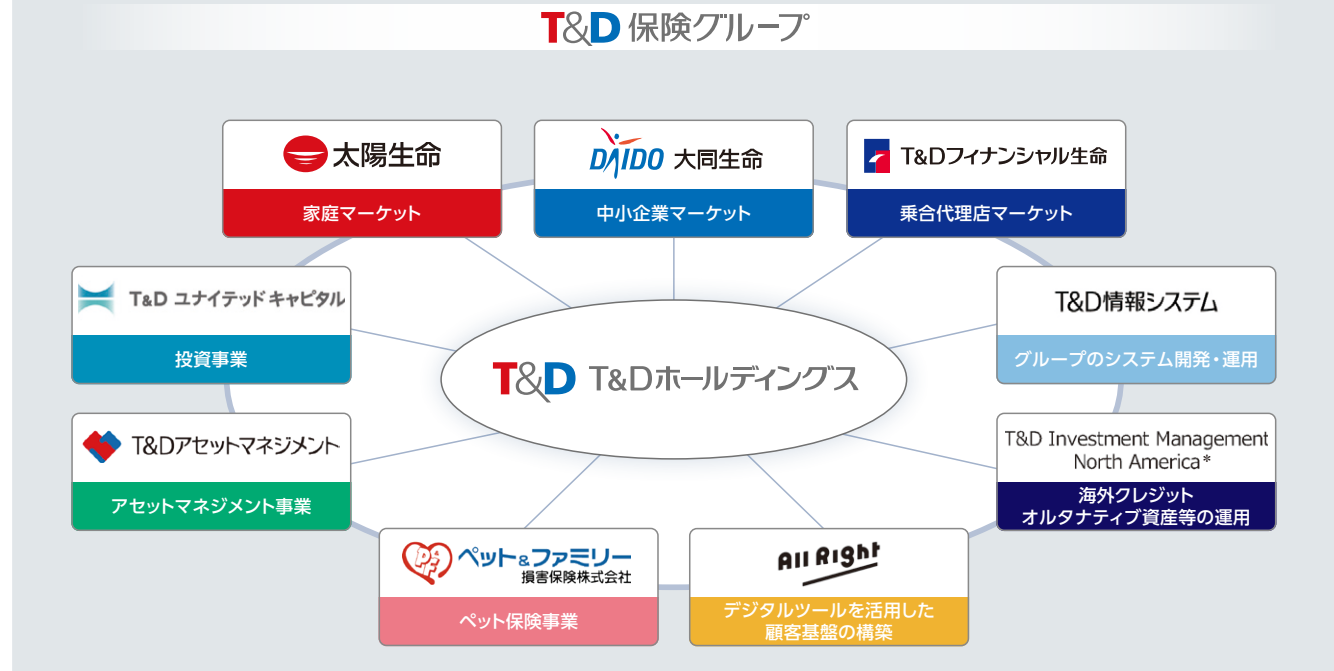 T&D 保険グループ
太陽生命
家庭マーケット
DAIDO 大同生命
中小企業マーケット
T&Dフィナンシャル生命
乗合代理店マーケット
T&D ユナイテッド キャピタル
投資事業
T&D情報システム
グループのシステム開発・運用
T&D T&Dホールディングス
T&Dアセットマネジメント
アセットマネジメント事業
T&D Investment Management
North America*
海外クレジット
オルタナティブ資産等の運用
PAF ペット&ファミリー
損害保険株式会社
ペット保険事業
All Right
デジタルツールを活用した
顧客基盤の構築